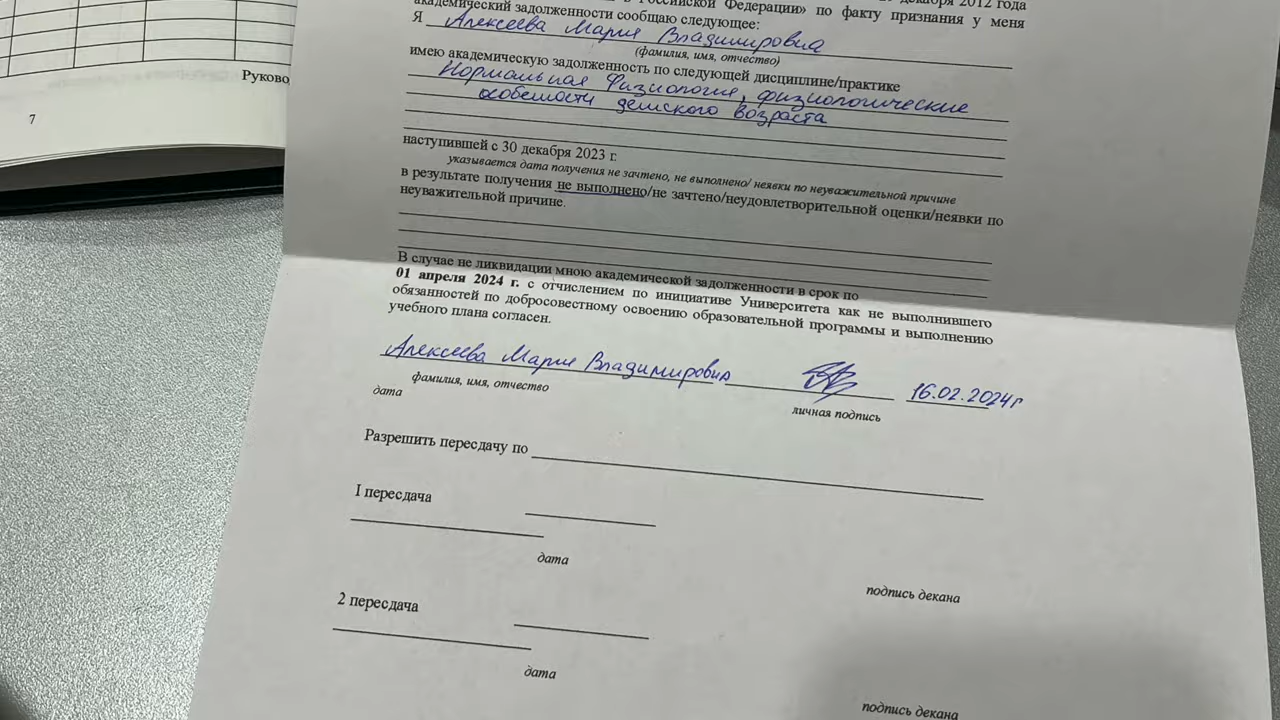 Российской Федерации» по факту признания у меня
академический задолженности сообщаю следующее:
Я Алексеева Мария Владимировна
(фамилия, имя, отчество)
имею академическую задолженность по следующей дисциплине/практике
Нормальная Физиология, физиологические
особености детского возраста
наступившей с 30 декабря 2023 г.
указывается дата получения не зачтено, не выполнено/ неявки по неуважительной причине
в результате получения не выполнено/не зачтено/неудовлетворительной оценки/неявки по
неуважительной причине.
В случае не ликвидации мною академической задолженности в срок по
01 апреля 2024 г. с отчислением по инициативе Университета как не выполнившего
обязанностей по добросовестному освоению образовательной программы и выполнению
учебного плана согласен.
Алексеева Мария Владимировна 16.02.2024г
фамилия, имя, отчество
личная подпись
дата
Разрешить пересдачу по
I пересдача
дата
подпись декана
2 пересдача
дата
подпись декана
Руково
7